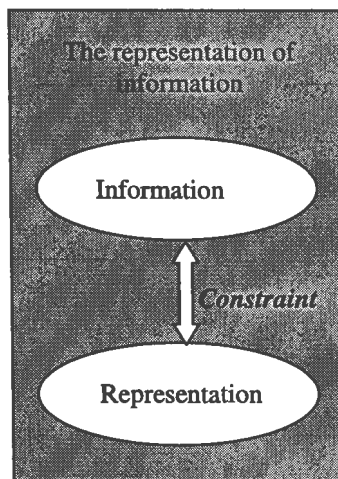 The representation of
information
Information
Constraint
Representation